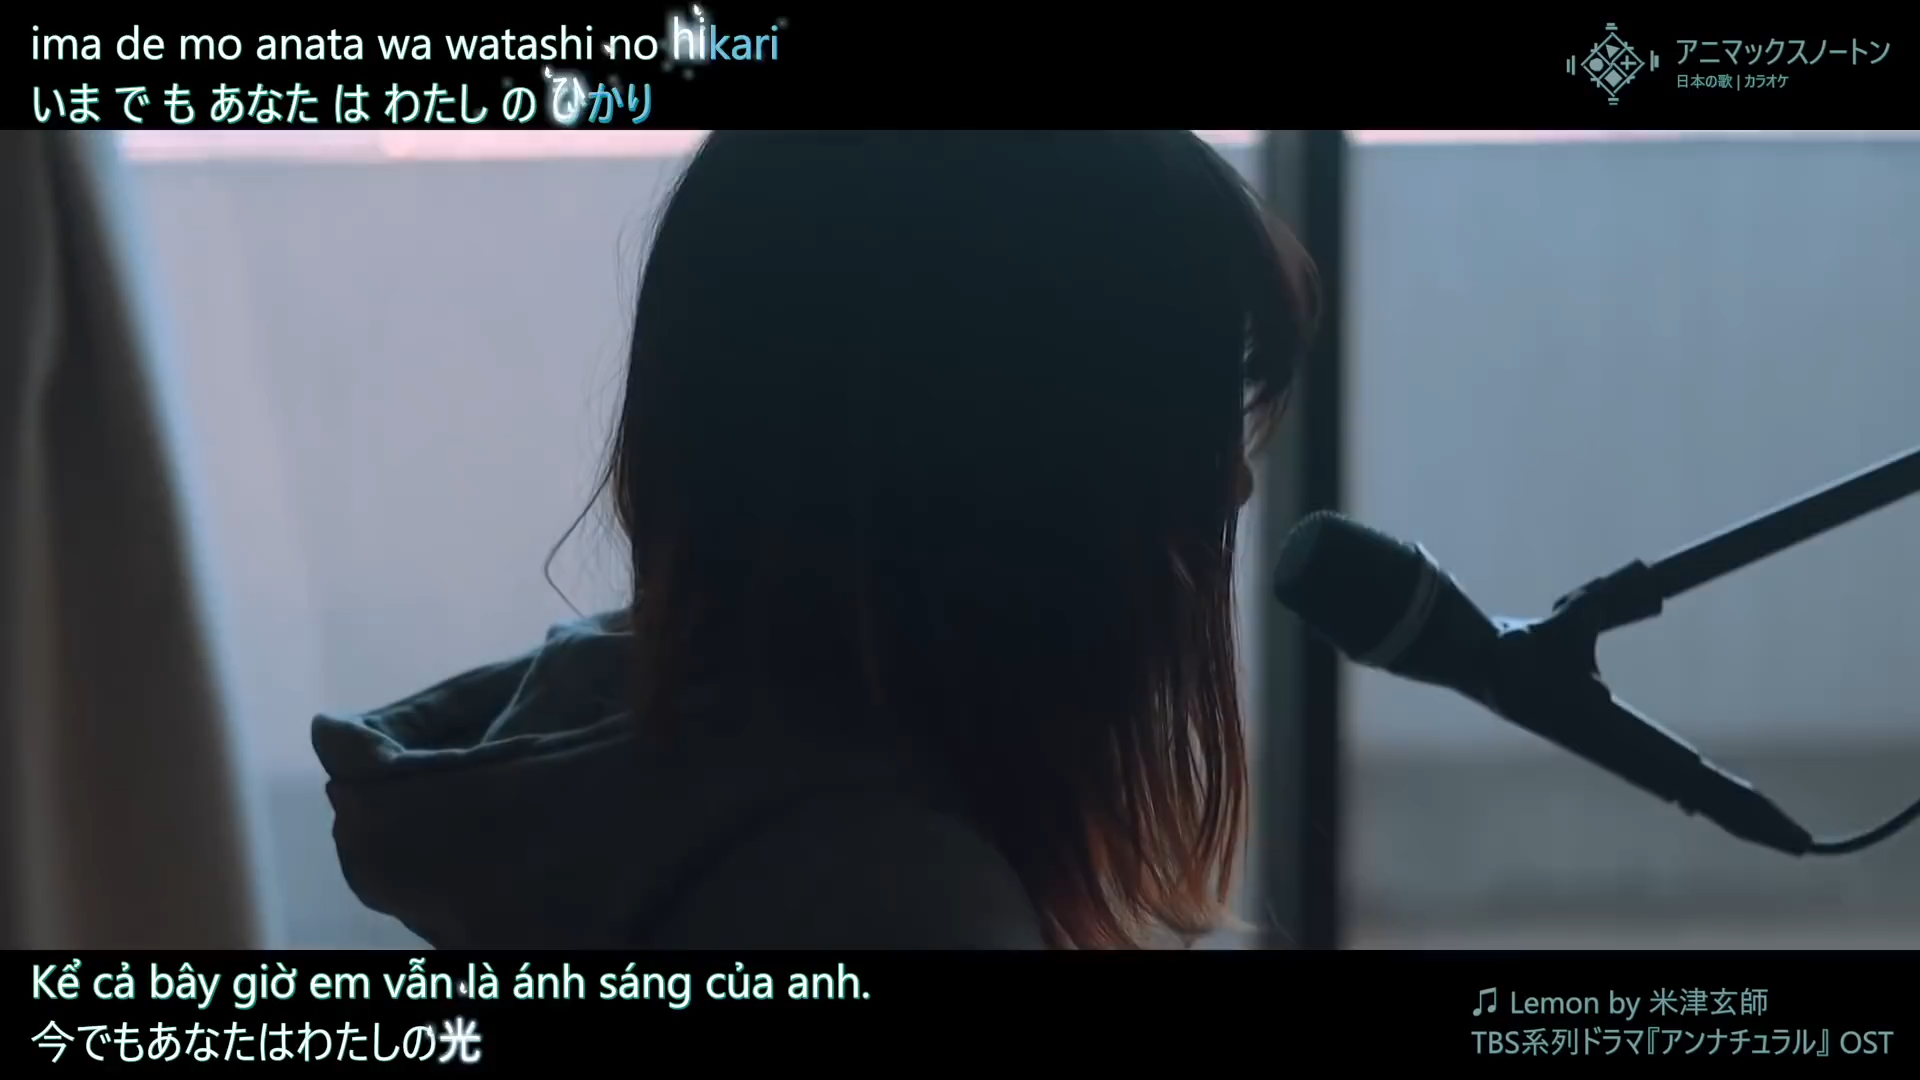 ima de mo anata wa watashi no hikari
いま で も あなた は わたし の ひかり
アニマックスノートン
日本の歌 | カラオケ
Kể cả bây giờ em vẫn là ánh sáng của anh.
今でもあなたはわたしの光
♫ Lemon by 米津玄師
TBS系列ドラマ『アンナチュラル』 OST